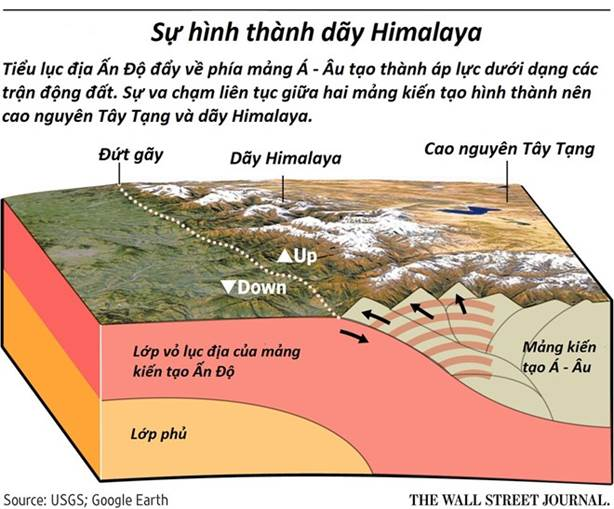 Sự hình thành dãy Himalaya
Tiểu lục địa Ấn Độ đẩy về phía mảng Á - Âu tạo thành áp lực dưới dạng các
trận động đất. Sự va chạm liên tục giữa hai mảng kiến tạo hình thành nên
cao nguyên Tây Tạng và dãy Himalaya.
Đứt gãy
Dãy Himalaya
Cao nguyên Tây Tạng
Up
Down
Lớp vỏ lục địa của mảng
kiến tạo Ấn Độ
Mảng kiến
tạo Á - Âu
Lớp phủ
Source: USGS; Google Earth
THE WALL STREET JOURNAL.